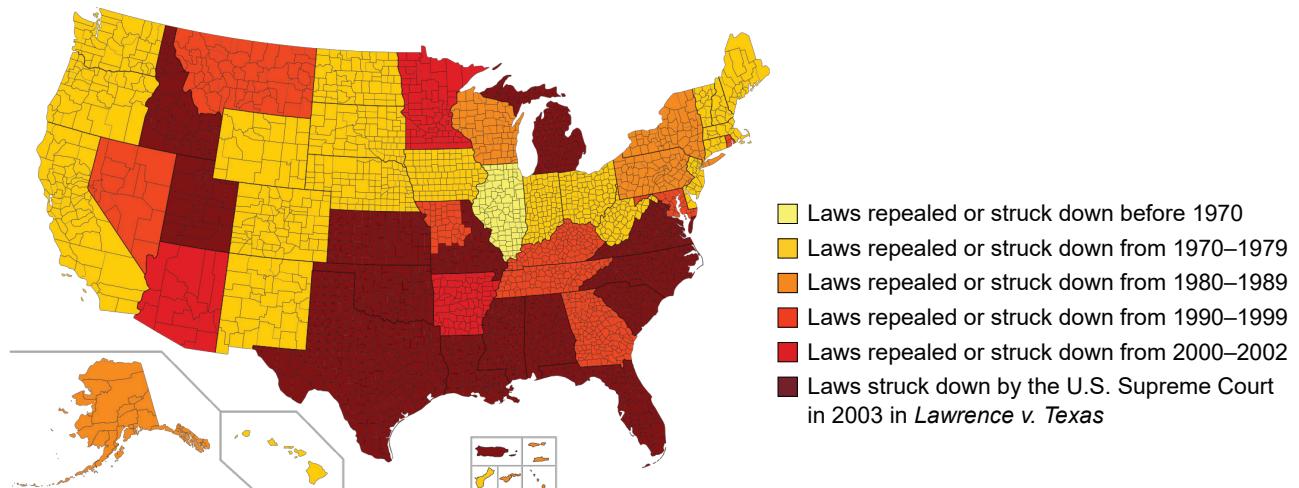 Laws repealed or struck down before 1970
Laws repealed or struck down from 1970–1979
Laws repealed or struck down from 1980–1989
Laws repealed or struck down from 1990–1999
Laws repealed or struck down from 2000–2002
Laws struck down by the U.S. Supreme Court
in 2003 in Lawrence v. Texas